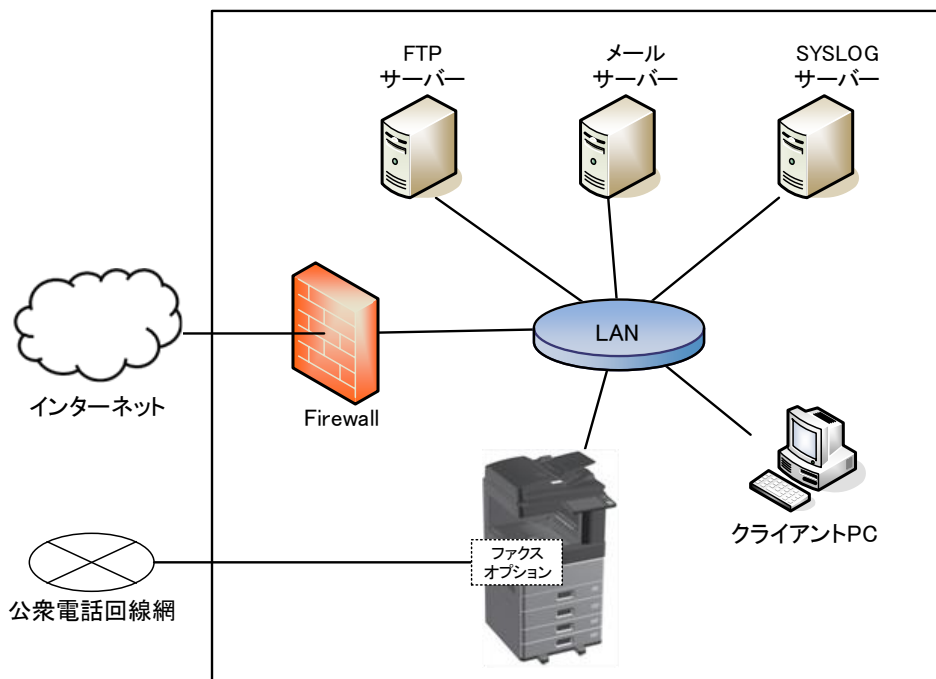 FTP
サーバー
メール
サーバー
SYSLOG
サーバー
LAN
インターネット
Firewall
クライアントPC
ファクス
オプション
公衆電話回線網